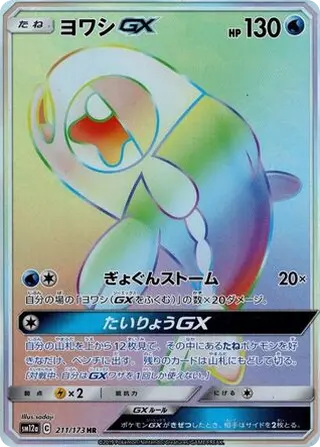 たね ヨワシGX HP 130
ぎょぐんストーム 20×
自分の場の「ヨワシ(GXをふくむ)」の数×20ダメージ。
たいりょうGX
自分の山札を上から12枚見て、その中にあるたねポケモンを好きなだけ、ベンチに出す。残りのカードは山札にもどして切る。
[対戦中、自分はGXワザを1回しか使えない。]
弱点 ×2 抵抗力 にげる
Illus. sadaji
sm12a C 211/173 HR
GXルール
ポケモンGXがきぜつしたとき、相手はサイドを2枚とる。